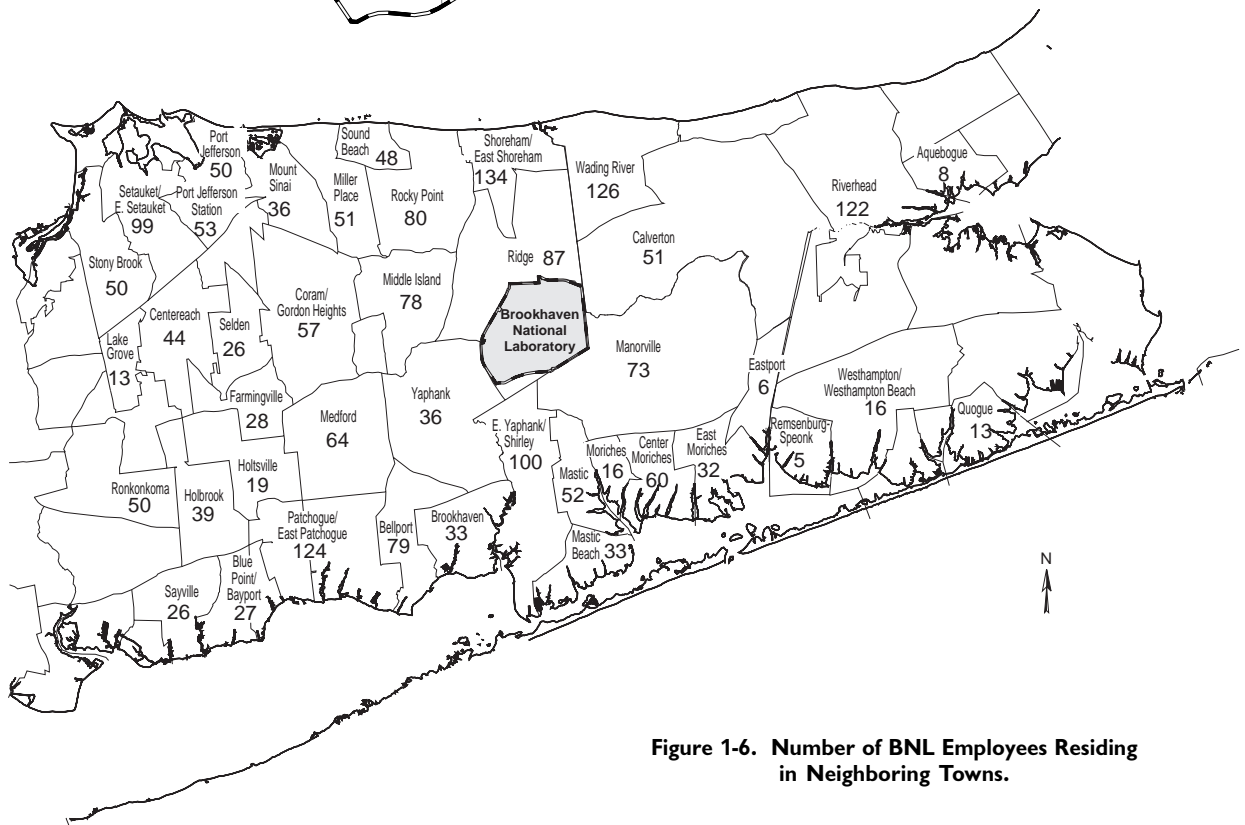 Port
Jefferson
50
Sound
Beach 48
Shoreham/
East Shoreham
134
Wading River
126
Aquebogue
8
Mount
Sinai
36
Miller
Place
51
Rocky Point
80
Riverhead
122
Setauket/
E. Setauket
99
Port Jefferson
Station
53
Calverton
51
Ridge 87
Stony Brook
50
Middle Island
78
Coram/
Gordon Heights
57
Brookhaven
National
Laboratory
Centereach
44
Selden
26
Lake
Grove
13
Manorville
73
Eastport
6
Westhampton/
Westhampton Beach
16
Farmingville
28
Medford
64
Yaphank
36
Quogue
13
E. Yaphank/
Shirley
100
Remsenburg-
Speonk
5
Moriches
16
Center
Moriches
60
East
Moriches
32
Holtsville
19
Mastic
52
Ronkonkoma
50
Holbrook
39
Patchogue/
East Patchogue
124
Bellport
79
Brookhaven
33
Mastic
Beach 33
Blue
Point/
Bayport
27
Sayville
26
N
Figure 1-6. Number of BNL Employees Residing
in Neighboring Towns.